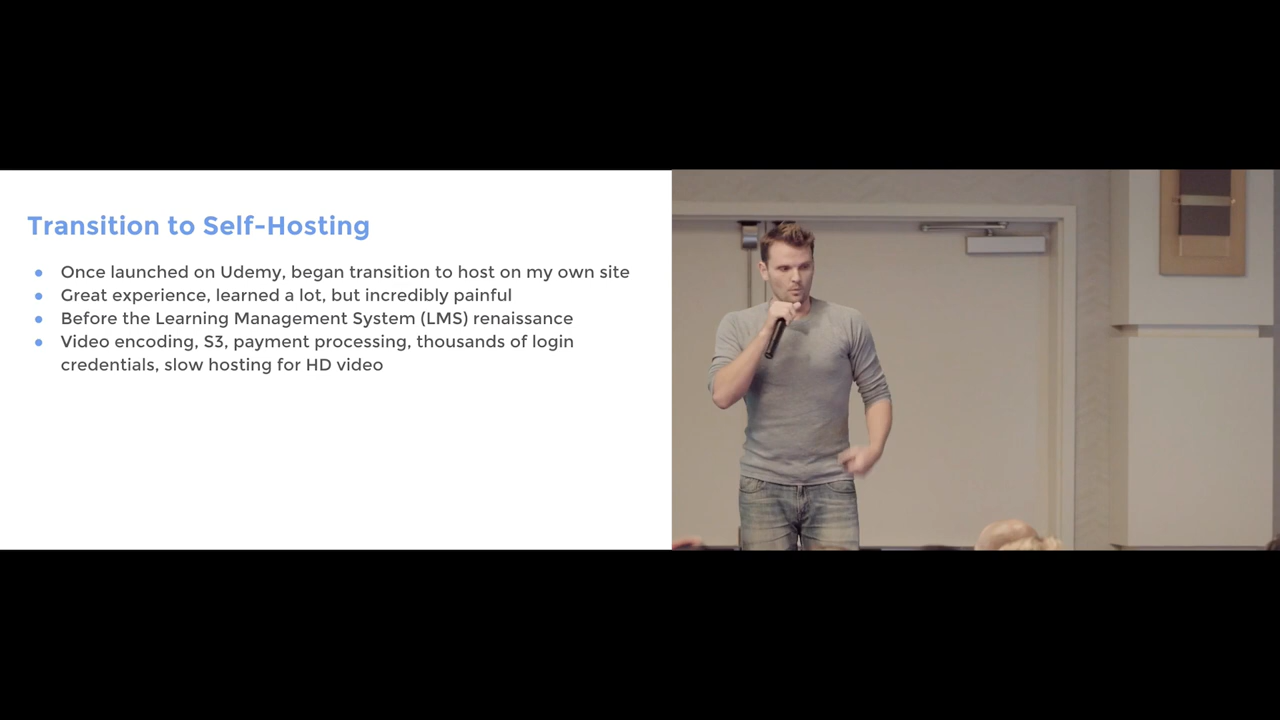 Transition to Self-Hosting
● Once launched on Udemy, began transition to host on my own site
● Great experience, learned a lot, but incredibly painful
● Before the Learning Management System (LMS) renaissance
● Video encoding, S3, payment processing, thousands of login
credentials, slow hosting for HD video